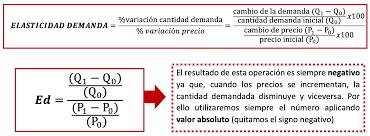 ELASTICIDAD DEMANDA = %variación cantidad demanda / % variación precio = cambio de la demanda (Q₁ − Q₀) / cantidad demanda inicial (Q₀) x100 / cambio de precio (P₁ − P₀) / precio inicial (P₀) x100
Ed = (Q₁ − Q₀) / (Q₀) / (P₁ − P₀) / (P₀)
El resultado de esta operación es siempre negativo
ya que, cuando los precios se incrementan, la
cantidad demandada disminuye y viceversa. Por
ello utilizaremos siempre el número aplicando
valor absoluto (quitamos el signo negativo)